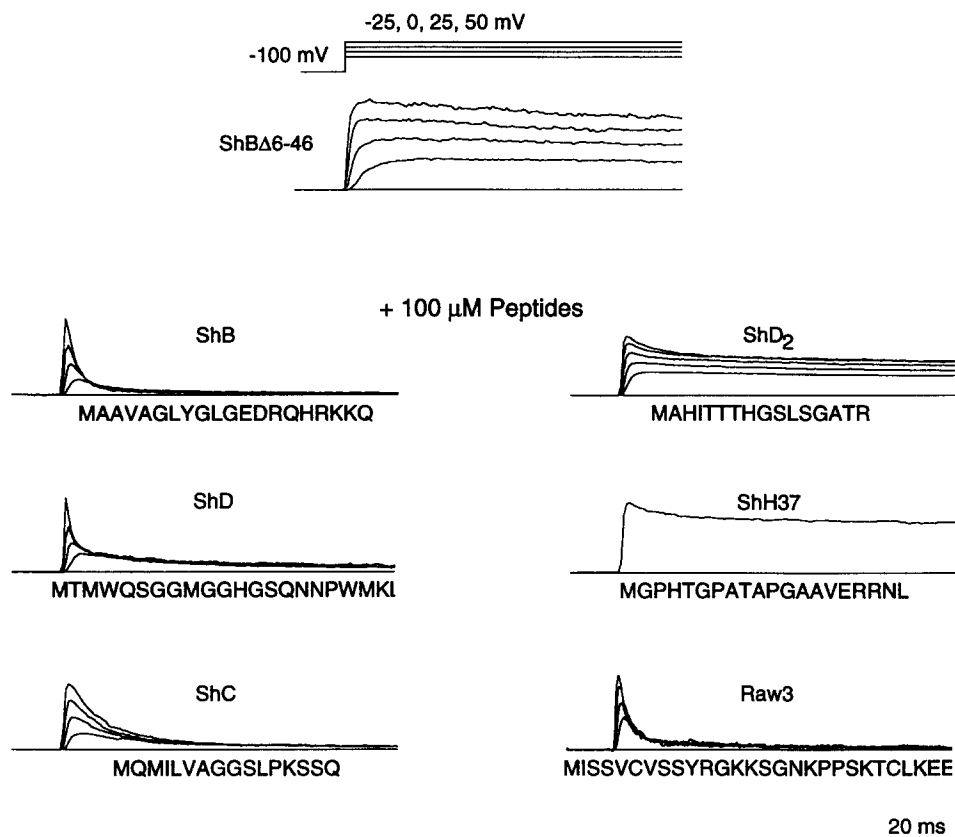 -25, 0, 25, 50 mV
-100 mV
ShBΔ6-46
+ 100 μM Peptides
ShB
MAAVAGLYGLGEDRQHRKKQ
ShD2
MAHITTTHGSLSGATR
ShD
MTMWQSGGMGGHGSQNNPWMKL
ShH37
MGPHTGPATAPGAAVERRNL
ShC
MQMILVAGGSLPKSSQ
Raw3
MISSVCVSSYRGKKSGNKPPSKTCLKEE
20 ms